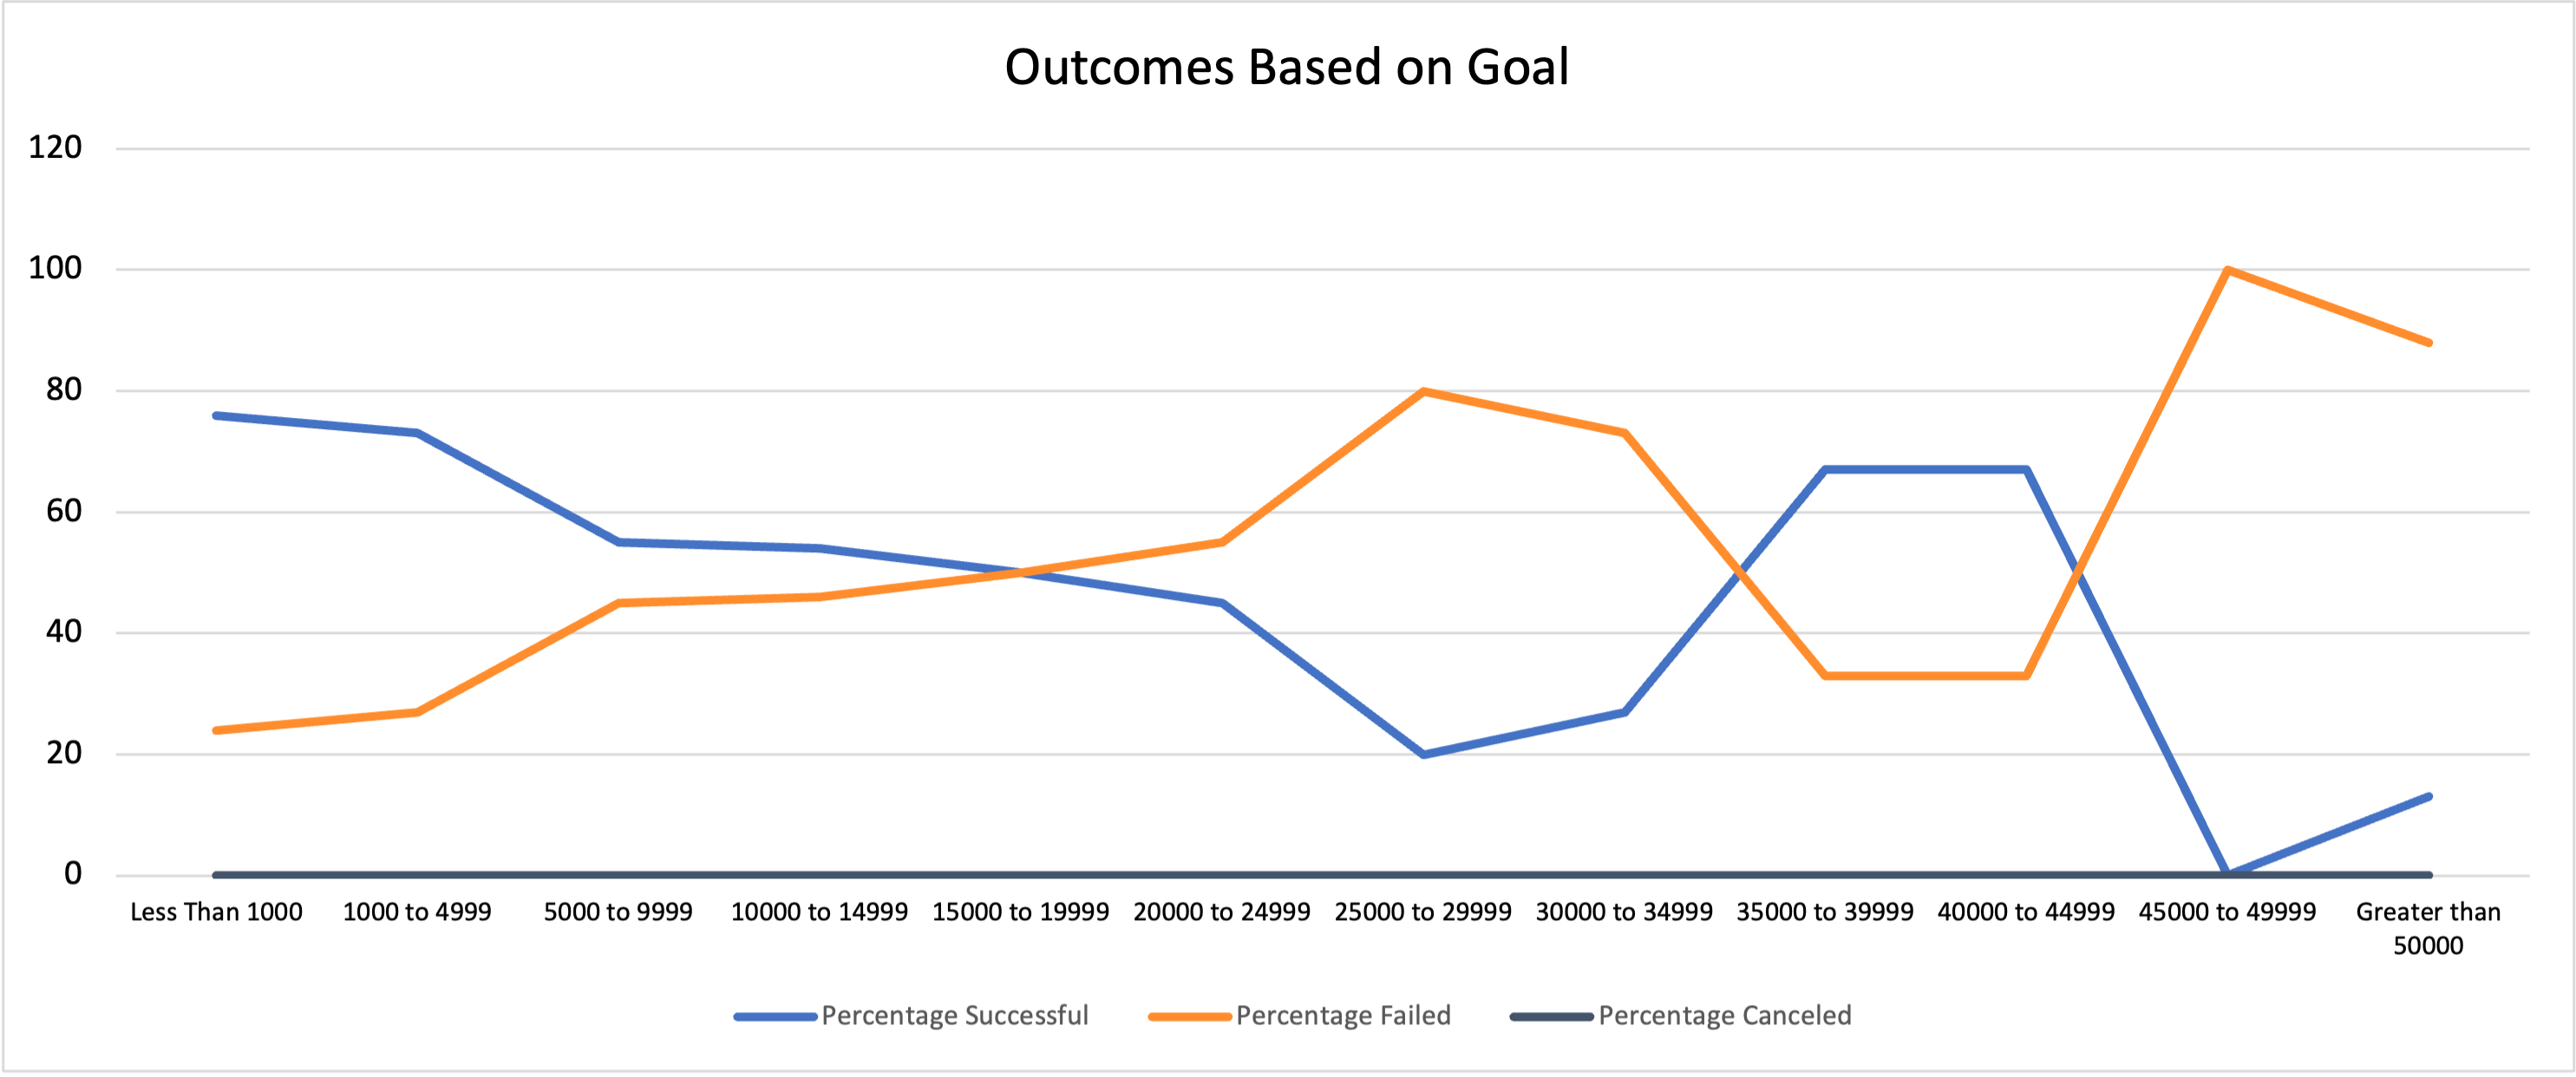 Outcomes Based on Goal
120
100
80
60
40
20
0
Less Than 1000 1000 to 4999 5000 to 9999 10000 to 14999 15000 to 19999 20000 to 24999 25000 to 29999 30000 to 34999 35000 to 39999 40000 to 44999 45000 to 49999 Greater than
50000
Percentage Successful Percentage Failed Percentage Canceled